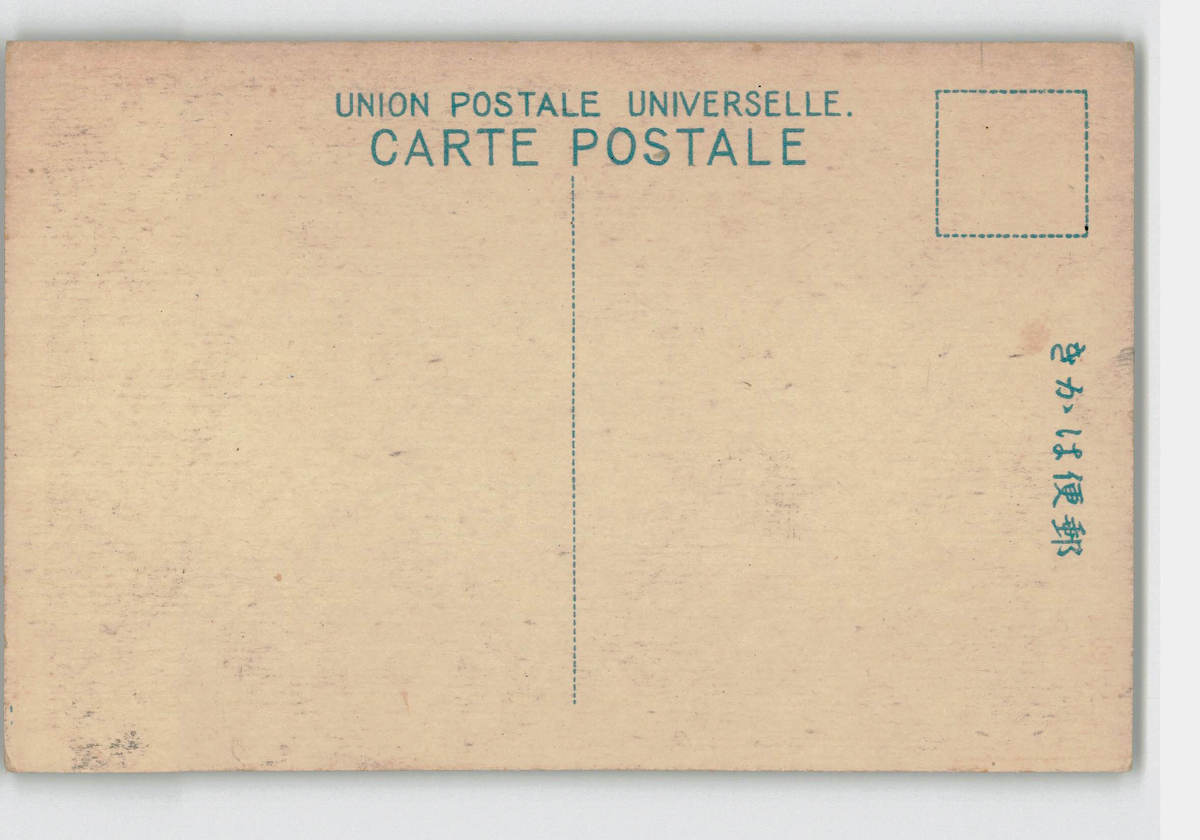 UNION POSTALE UNIVERSELLE.
CARTE POSTALE
郵便はかき